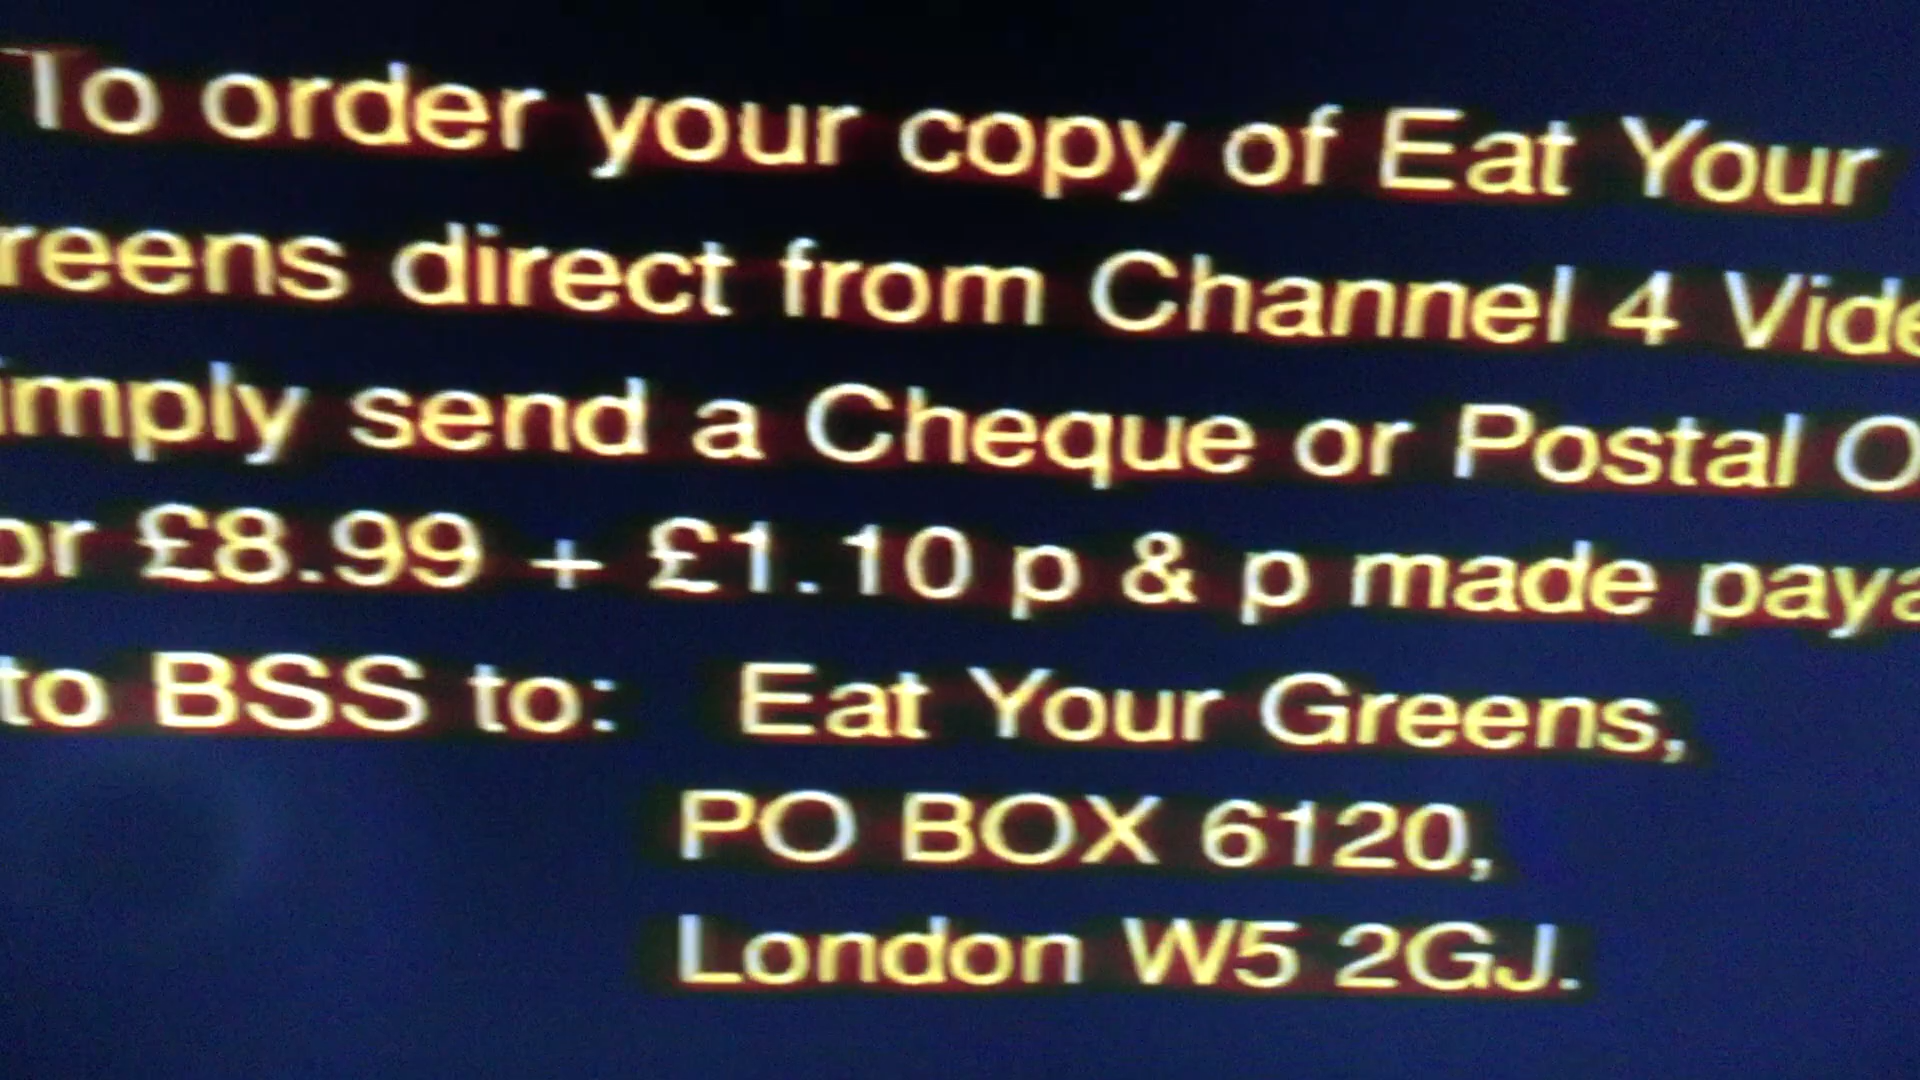 To order your copy of Eat Your
reens direct from Channel 4 Vide
imply send a Cheque or Postal O
or £8.99 + £1.10 p & p made paya
to BSS to: Eat Your Greens,
PO BOX 6120,
London W5 2GJ.